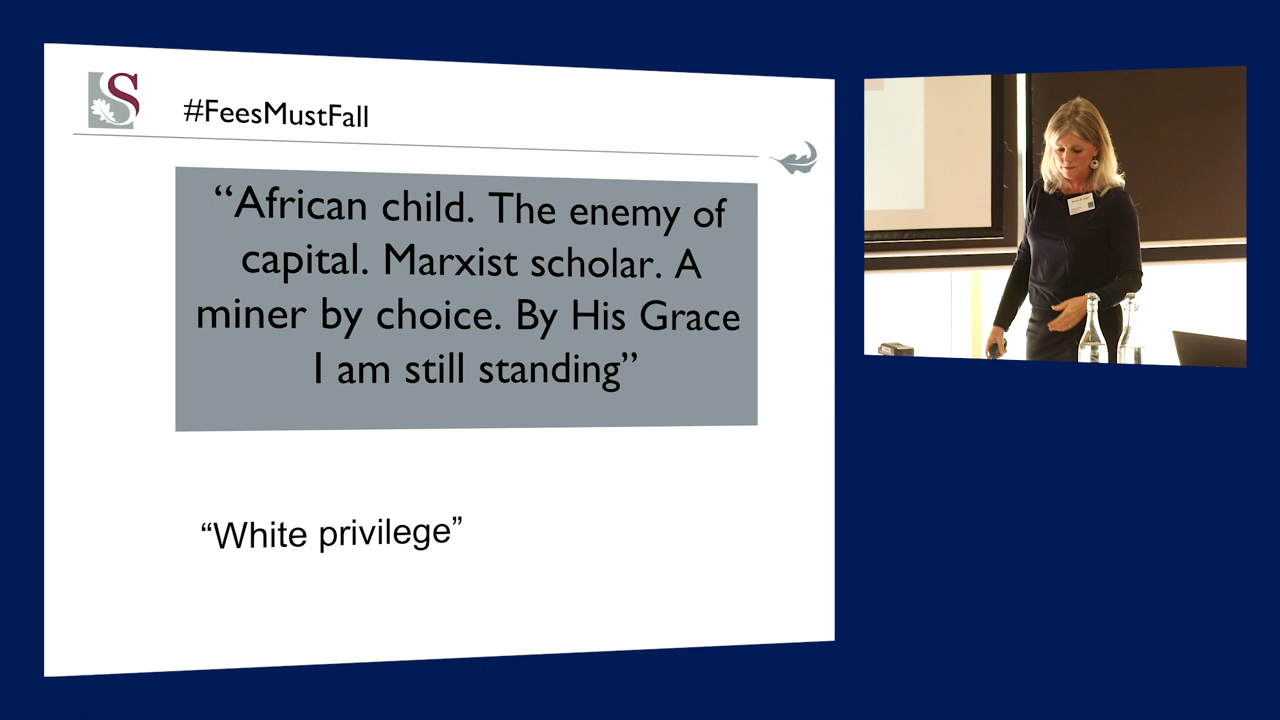 #FeesMustFall
“African child. The enemy of
capital. Marxist scholar. A
miner by choice. By His Grace
I am still standing”
“White privilege”